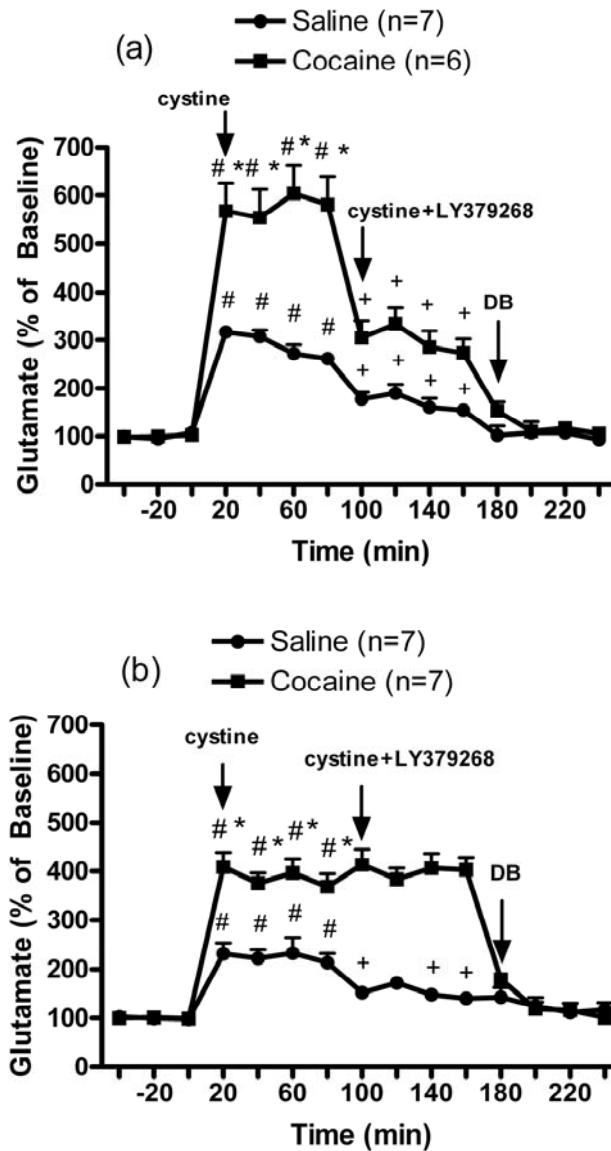 Saline (n=7)
(a)
Cocaine (n=6)
cystine
700
# * # * # * # *
600
cystine+LY379268
500
400
+ + + +
DB
# # # #
300
+ + + +
200
100
0
Glutamate (% of Baseline)
-20 20 60 100 140 180 220
Time (min)
Saline (n=7)
(b)
Cocaine (n=7)
700
cystine
cystine+LY379268
600
500
# * # * # * # *
400
DB
300
# # # #
+ + +
200
100
0
Glutamate (% of Baseline)
-20 20 60 100 140 180 220
Time (min)